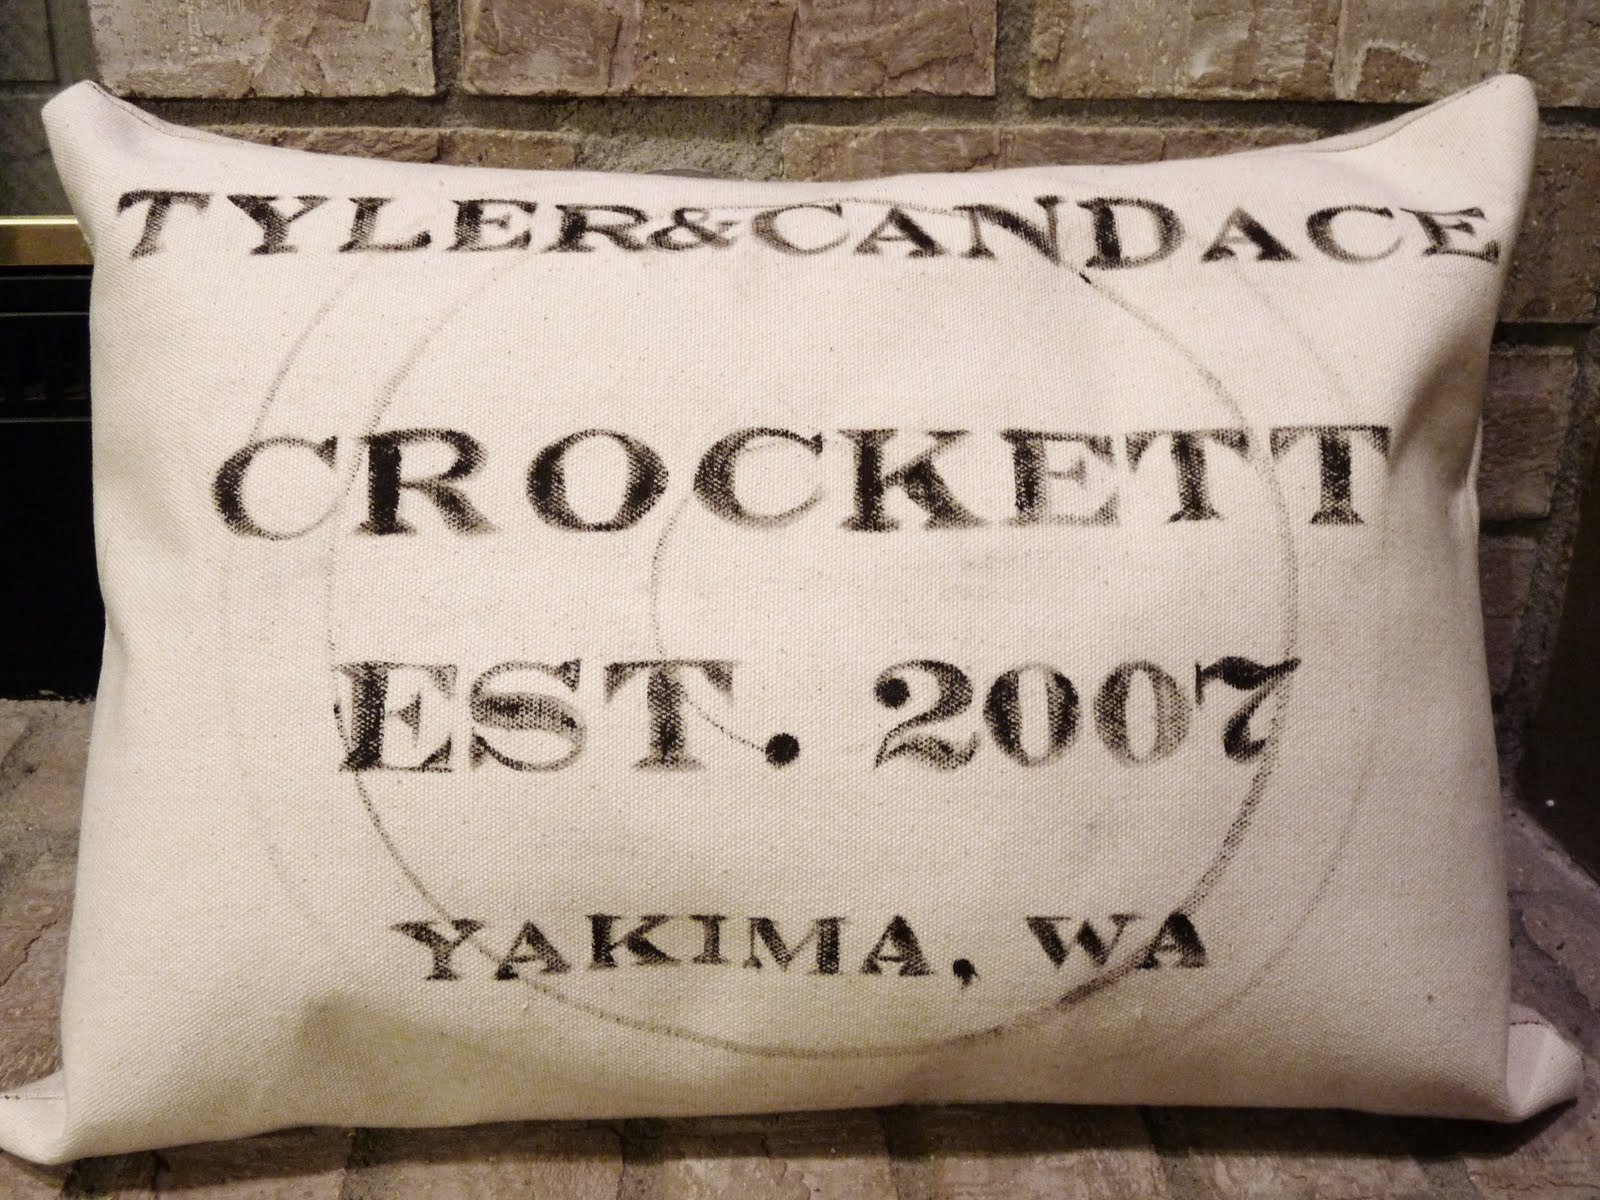 TYLER&CANDACE
CROCKETT
EST. 2007
YAKIMA, WA